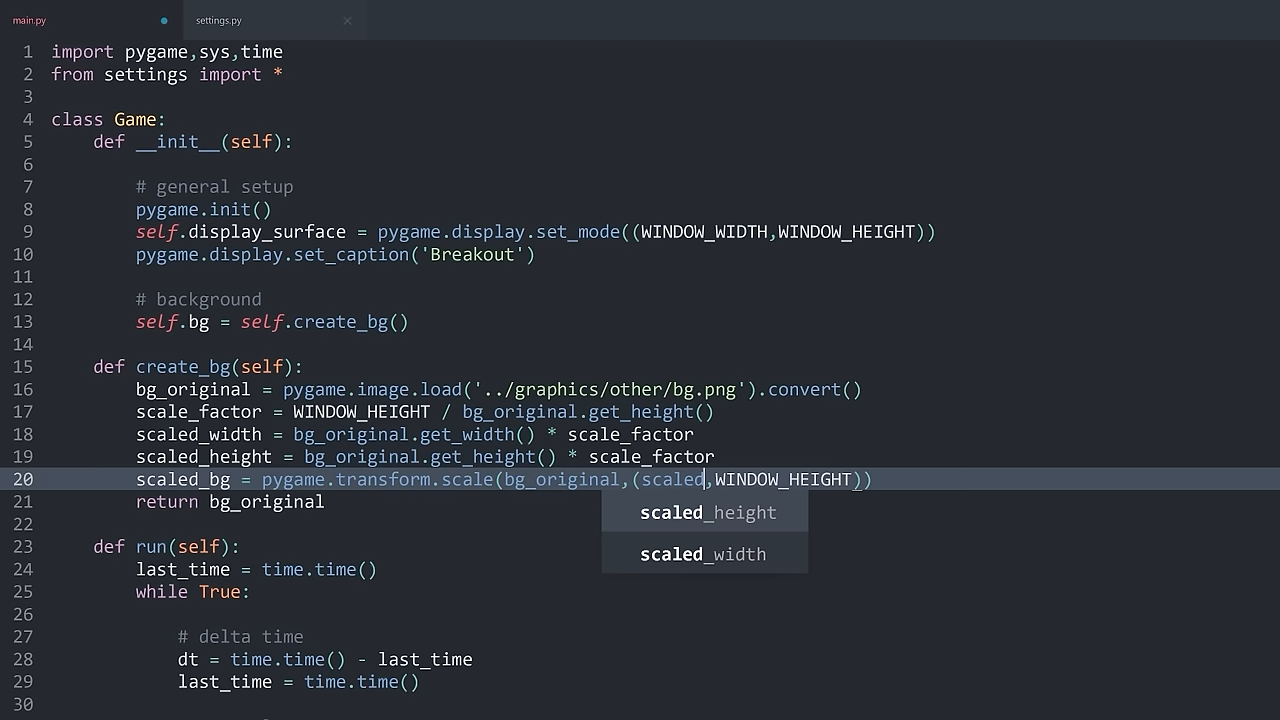 main.py settings.py
1 import pygame,sys,time
2 from settings import *
3
4 class Game:
5     def __init__(self):
6
7         # general setup
8         pygame.init()
9         self.display_surface = pygame.display.set_mode((WINDOW_WIDTH,WINDOW_HEIGHT))
10         pygame.display.set_caption('Breakout')
11
12         # background
13         self.bg = self.create_bg()
14
15     def create_bg(self):
16         bg_original = pygame.image.load('../graphics/other/bg.png').convert()
17         scale_factor = WINDOW_HEIGHT / bg_original.get_height()
18         scaled_width = bg_original.get_width() * scale_factor
19         scaled_height = bg_original.get_height() * scale_factor
20         scaled_bg = pygame.transform.scale(bg_original,(scaled,WINDOW_HEIGHT))
21         return bg_original
scaled_height
22
scaled_width
23     def run(self):
24         last_time = time.time()
25         while True:
26
27             # delta time
28             dt = time.time() - last_time
29             last_time = time.time()
30